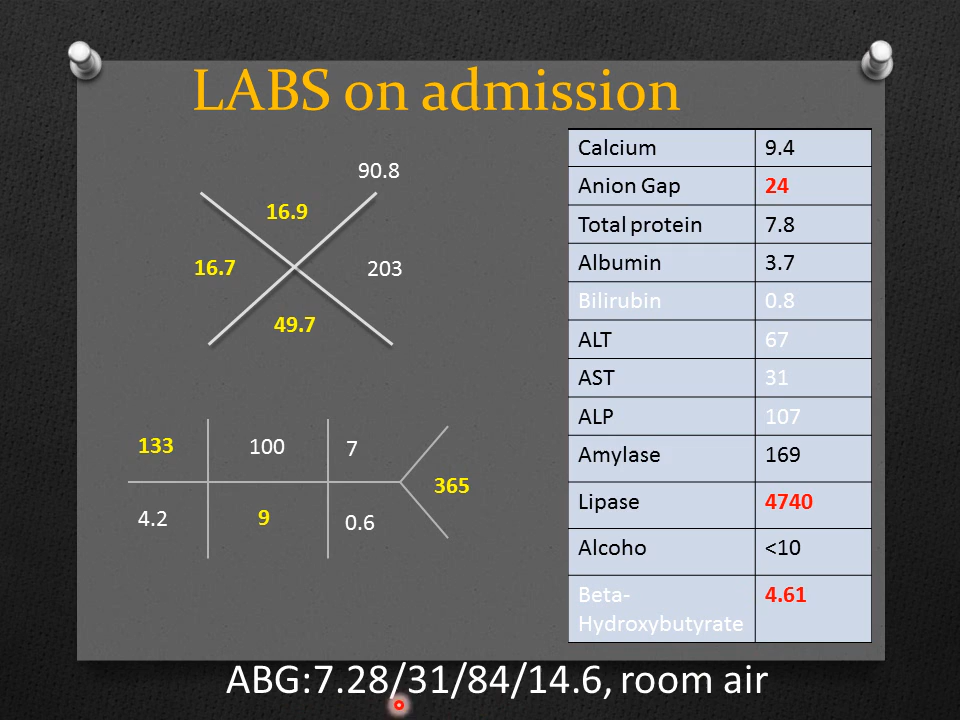 LABS on admission
90.8
16.9
16.7
203
49.7
133
100
7
365
4.2
9
0.6
Calcium 9.4
Anion Gap 24
Total protein 7.8
Albumin 3.7
Bilirubin 0.8
ALT 67
AST 31
ALP 107
Amylase 169
Lipase 4740
Alcoho <10
Beta- 4.61
Hydroxybutyrate
ABG:7.28/31/84/14.6, room air